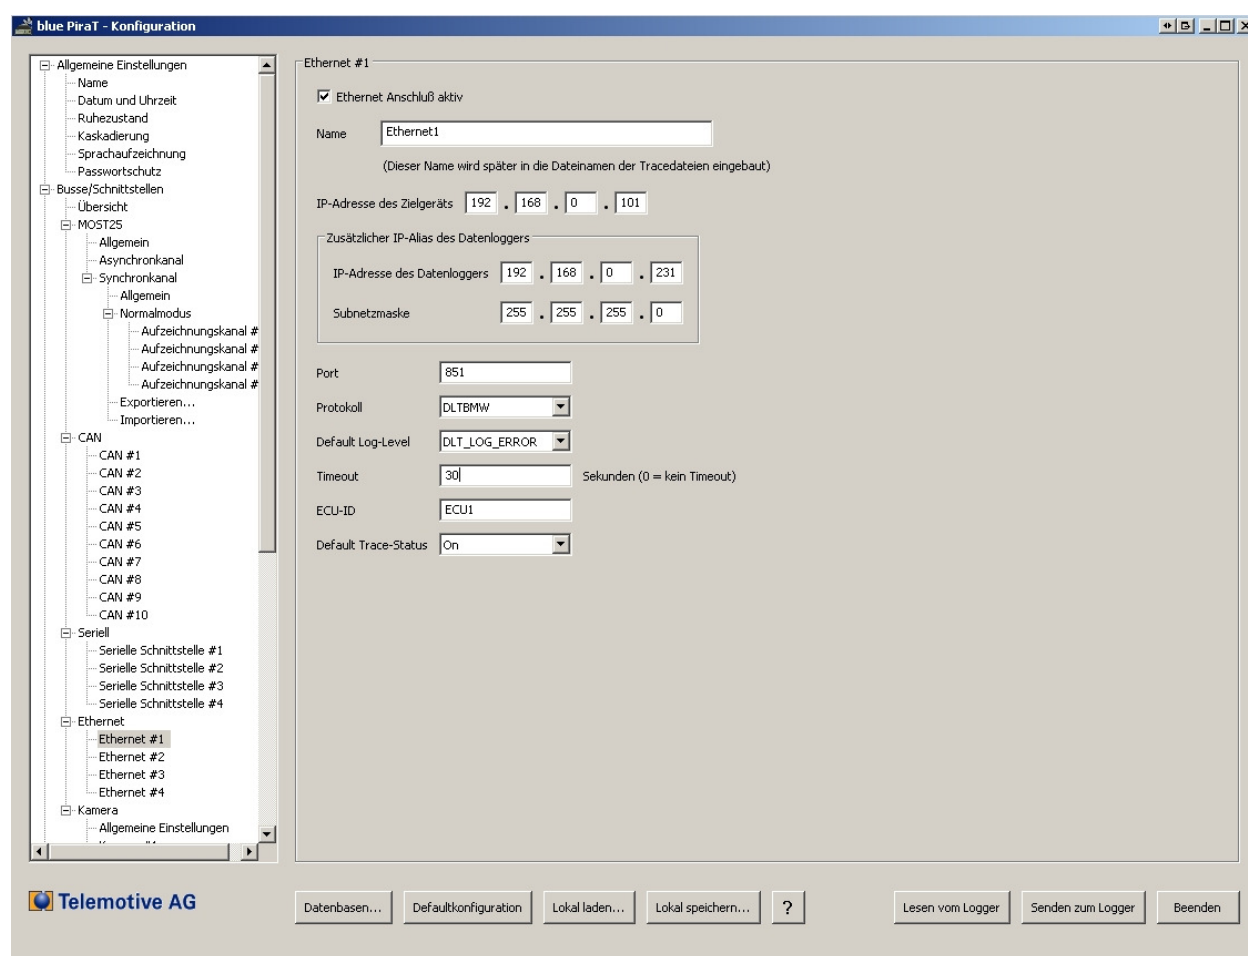 blue PiraT - Konfiguration
Allgemeine Einstellungen
Name
Datum und Uhrzeit
Ruhezustand
Kaskadierung
Sprachaufzeichnung
Passwortschutz
Busse/Schnittstellen
Übersicht
MOST25
Allgemein
Asynchronkanal
Synchronkanal
Allgemein
Normalmodus
Aufzeichnungskanal #
Aufzeichnungskanal #
Aufzeichnungskanal #
Aufzeichnungskanal #
Exportieren...
Importieren...
CAN
CAN #1
CAN #2
CAN #3
CAN #4
CAN #5
CAN #6
CAN #7
CAN #8
CAN #9
CAN #10
Seriell
Serielle Schnittstelle #1
Serielle Schnittstelle #2
Serielle Schnittstelle #3
Serielle Schnittstelle #4
Ethernet
Ethernet #1
Ethernet #2
Ethernet #3
Ethernet #4
Kamera
Allgemeine Einstellungen
Ethernet #1
Ethernet Anschluß aktiv
Name Ethernet1
(Dieser Name wird später in die Dateinamen der Tracedateien eingebaut)
IP-Adresse des Zielgeräts 192 . 168 . 0 . 101
Zusätzlicher IP-Alias des Datenloggers
IP-Adresse des Datenloggers 192 . 168 . 0 . 231
Subnetzmaske 255 . 255 . 255 . 0
Port 851
Protokoll DLTBMW
Default Log-Level DLT_LOG_ERROR
Timeout 30 Sekunden (0 = kein Timeout)
ECU-ID ECU1
Default Trace-Status On
Telemotive AG
Datenbasen... Defaultkonfiguration Lokal laden... Lokal speichern... ? Lesen vom Logger Senden zum Logger Beenden